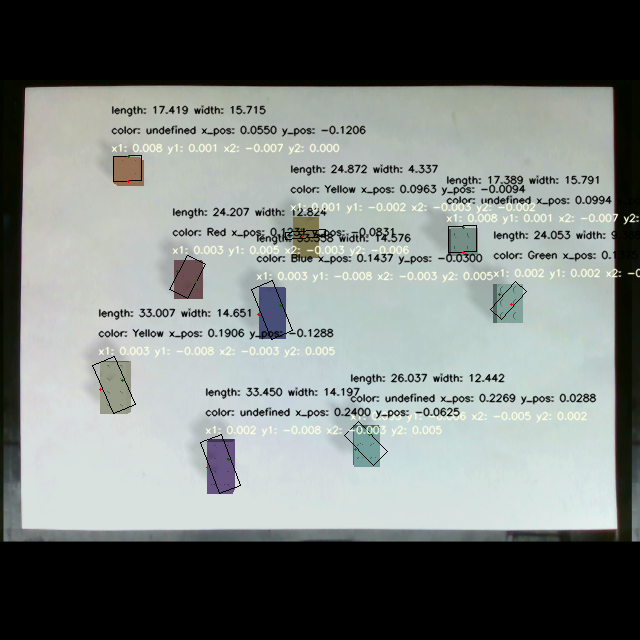 length: 17.419 width: 15.715
color: undefined x_pos: 0.0550 y_pos: −0.1206
x1: 0.008 y1: 0.001 x2: −0.007 y2: 0.000
length: 24.872 width: 4.337
color: Yellow x_pos: 0.0963 y_pos: −0.0094
x1: 0.001 y1: −0.002 x2: −0.002 y2: −0.002
length: 17.389 width: 15.791
color: undefined x_pos: 0.0994
x1: 0.008 y1: 0.001 x2: −0.007 y2:
length: 24.207 width: 12.824
color: Red y_pos: −0.0831
x1: 0.003 y1: 0.005 x2: −0.003 y2: −0.006
length: width: 14.576
color: Blue x_pos: 0.1437 y_pos: −0.0300
x1: 0.003 y1: −0.008 x2: −0.003 y2: 0.005
length: 24.053 width:
color: Green x_pos:
x1: 0.002 y1: 0.002 x2:
length: 33.007 width: 14.651
color: Yellow x_pos: 0.1906 y_pos: −0.1288
x1: 0.003 y1: −0.008 x2: −0.003 y2: 0.005
length: 26.037 width: 12.442
color: undefined x_pos: 0.2269 y_pos: 0.0288
x2: −0.005 y2: 0.002
length: 33.450 width: 14.197
color: undefined x_pos: 0.2400 y_pos: −0.0625
x1: 0.002 y1: −0.008 x2: −0.003 y2: 0.005